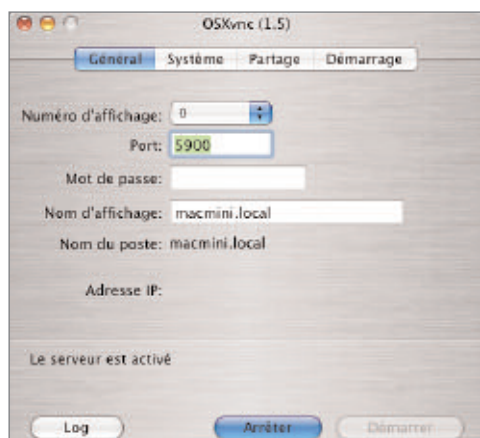 OSXvnc (1.5)
Général Système Partage Démarrage
Numéro d'affichage: 0
Port: 5900
Mot de passe:
Nom d'affichage: macmini.local
Nom du poste: macmini.local
Adresse IP:
Le serveur est activé
Log Arrêter Démarrer